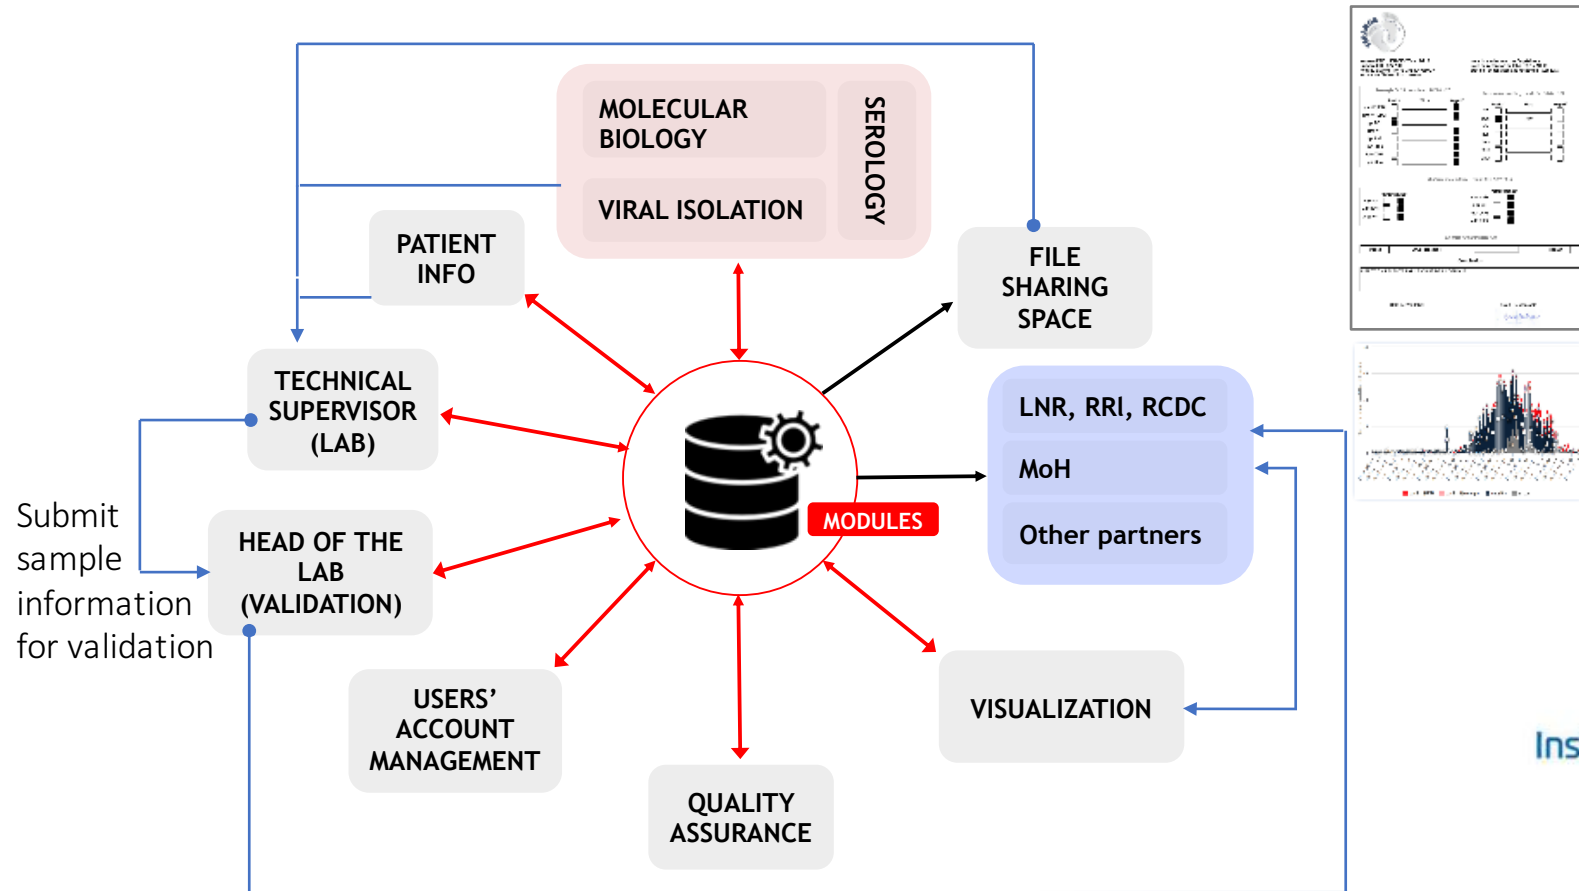 MOLECULAR
BIOLOGY
SEROLOGY
VIRAL ISOLATION
PATIENT
INFO
FILE
SHARING
SPACE
TECHNICAL
SUPERVISOR
(LAB)
LNR, RRI, RCDC
MoH
Other partners
MODULES
Submit
sample
information
for validation
HEAD OF THE
LAB
(VALIDATION)
USERS’
ACCOUNT
MANAGEMENT
VISUALIZATION
QUALITY
ASSURANCE
Ins